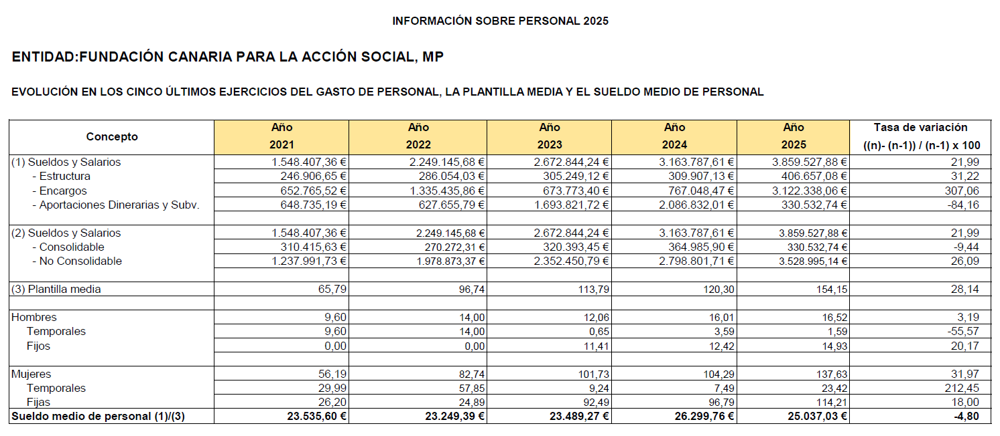 INFORMACIÓN SOBRE PERSONAL 2025
ENTIDAD:FUNDACIÓN CANARIA PARA LA ACCIÓN SOCIAL, MP
EVOLUCIÓN EN LOS CINCO ÚLTIMOS EJERCICIOS DEL GASTO DE PERSONAL, LA PLANTILLA MEDIA Y EL SUELDO MEDIO DE PERSONAL
Concepto Año 2021 Año 2022 Año 2023 Año 2024 Año 2025 Tasa de variación ((n)- (n-1)) / (n-1) x 100
(1) Sueldos y Salarios 1.548.407,36 € 2.249.145,68 € 2.672.844,24 € 3.163.787,61 € 3.859.527,88 € 21,99
- Estructura 246.906,65 € 286.054,03 € 305.249,12 € 309.907,13 € 406.657,08 € 31,22
- Encargos 652.765,52 € 1.335.435,86 € 673.773,40 € 767.048,47 € 3.122.338,06 € 307,06
- Aportaciones Dinerarias y Subv. 648.735,19 € 627.655,79 € 1.693.821,72 € 2.086.832,01 € 330.532,74 € -84,16
(2) Sueldos y Salarios 1.548.407,36 € 2.249.145,68 € 2.672.844,24 € 3.163.787,61 € 3.859.527,88 € 21,99
- Consolidable 310.415,63 € 270.272,31 € 320.393,45 € 364.985,90 € 330.532,74 € -9,44
- No Consolidable 1.237.991,73 € 1.978.873,37 € 2.352.450,79 € 2.798.801,71 € 3.528.995,14 € 26,09
(3) Plantilla media 65,79 96,74 113,79 120,30 154,15 28,14
Hombres 9,60 14,00 12,06 16,01 16,52 3,19
Temporales 9,60 14,00 0,65 3,59 1,59 -55,57
Fijos 0,00 0,00 11,41 12,42 14,93 20,17
Mujeres 56,19 82,74 101,73 104,29 137,63 31,97
Temporales 29,99 57,85 9,24 7,49 23,42 212,45
Fijas 26,20 24,89 92,49 96,79 114,21 18,00
Sueldo medio de personal (1)/(3) 23.535,60 € 23.249,39 € 23.489,27 € 26.299,76 € 25.037,03 € -4,80